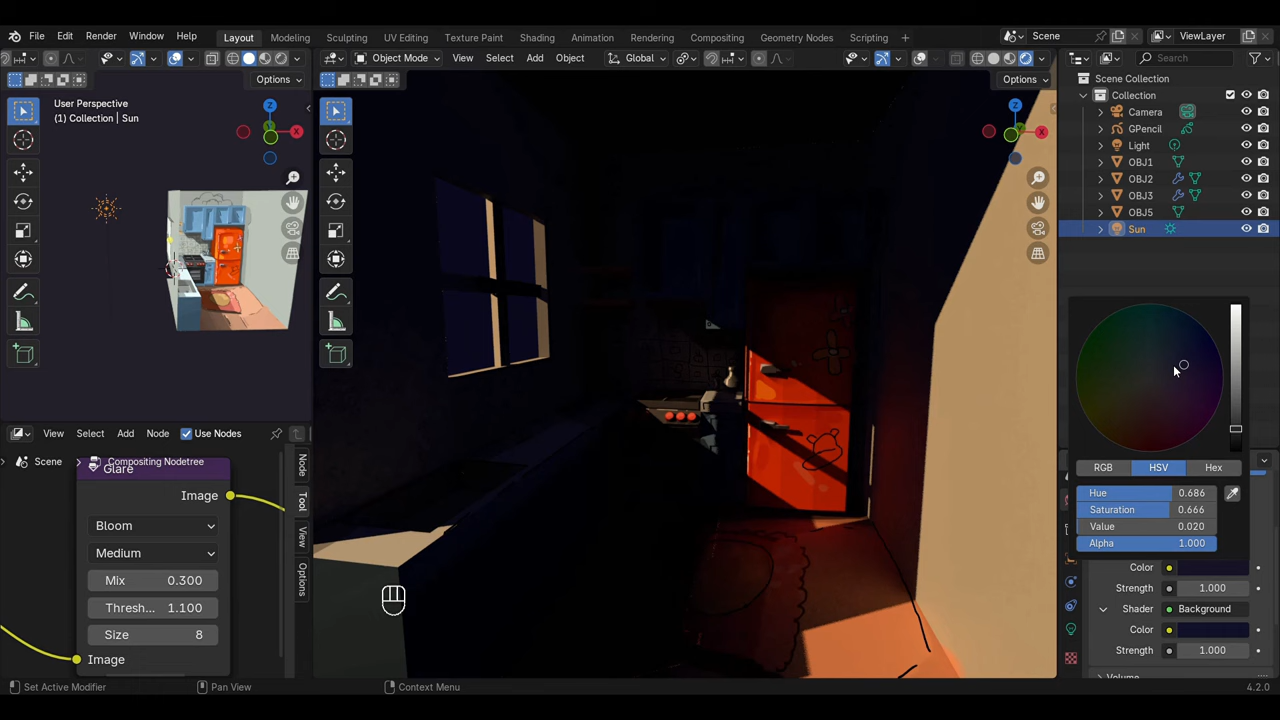 File Edit Render Window Help Layout Modeling Sculpting UV Editing Texture Paint Shading Animation Rendering Compositing Geometry Nodes Scripting + Scene ViewLayer
Object Mode View Select Add Object Global Search
Options Options Scene Collection
Collection
User Perspective
(1) Collection | Sun
Z Z
X X
Camera
GPencil
Light
OBJ1
OBJ2
OBJ3
OBJ5
Sun
View Select Add Node Use Nodes
Scene Compositing Nodetree
Glare
Image
Bloom
Medium
Mix 0.300
Thresh... 1.100
Size 8
Image
Node
Tool
View
Options
RGB HSV Hex
Hue 0.686
Saturation 0.666
Value 0.020
Alpha 1.000
Color
Strength 1.000
Shader Background
Color
Strength 1.000
Volume
Set Active Modifier Pan View Context Menu 4.2.0